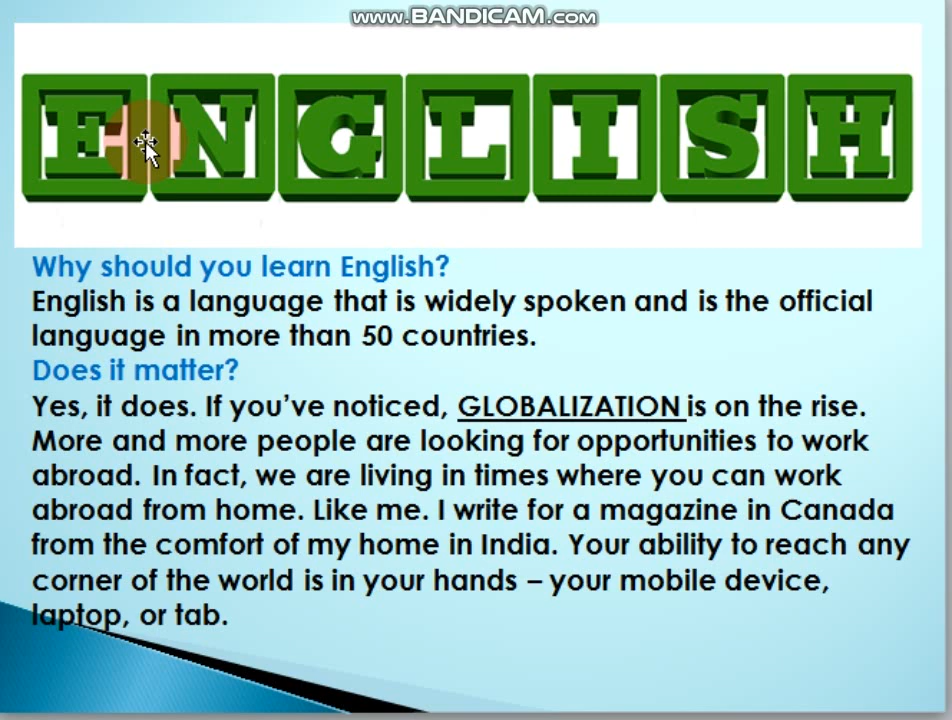 www.BANDICAM.com
ENGLISH
Why should you learn English?
English is a language that is widely spoken and is the official
language in more than 50 countries.
Does it matter?
Yes, it does. If you’ve noticed, GLOBALIZATION is on the rise.
More and more people are looking for opportunities to work
abroad. In fact, we are living in times where you can work
abroad from home. Like me. I write for a magazine in Canada
from the comfort of my home in India. Your ability to reach any
corner of the world is in your hands – your mobile device,
laptop, or tab.